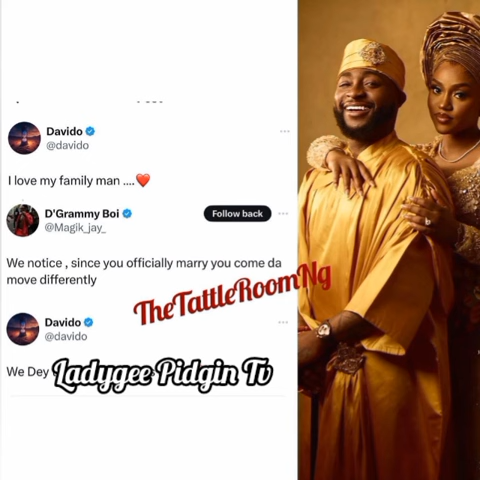 Davido
@davido
I love my family man ....❤️
D'Grammy Boi
@Magik_jay_
Follow back
We notice , since you officially marry you come da
move differently
TheTattleRoomNg
Davido
@davido
We Dey
Ladygee Pidgin Tv